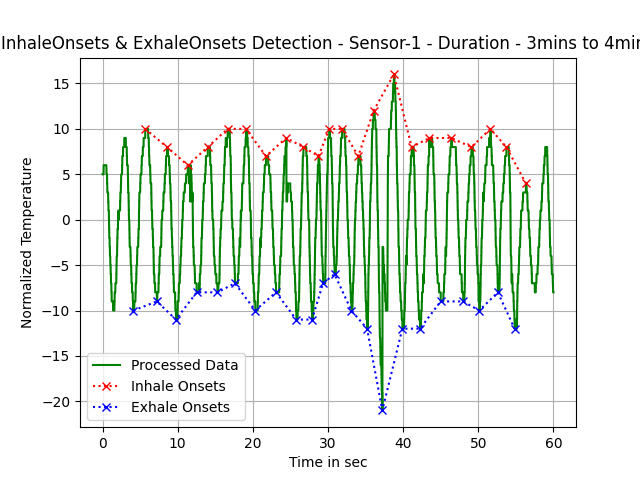 InhaleOnsets & ExhaleOnsets Detection - Sensor-1 - Duration - 3mins to 4min
15
10
5
0
−5
−10
−15
−20
Normalized Temperature
Processed Data
Inhale Onsets
Exhale Onsets
0 10 20 30 40 50 60
Time in sec